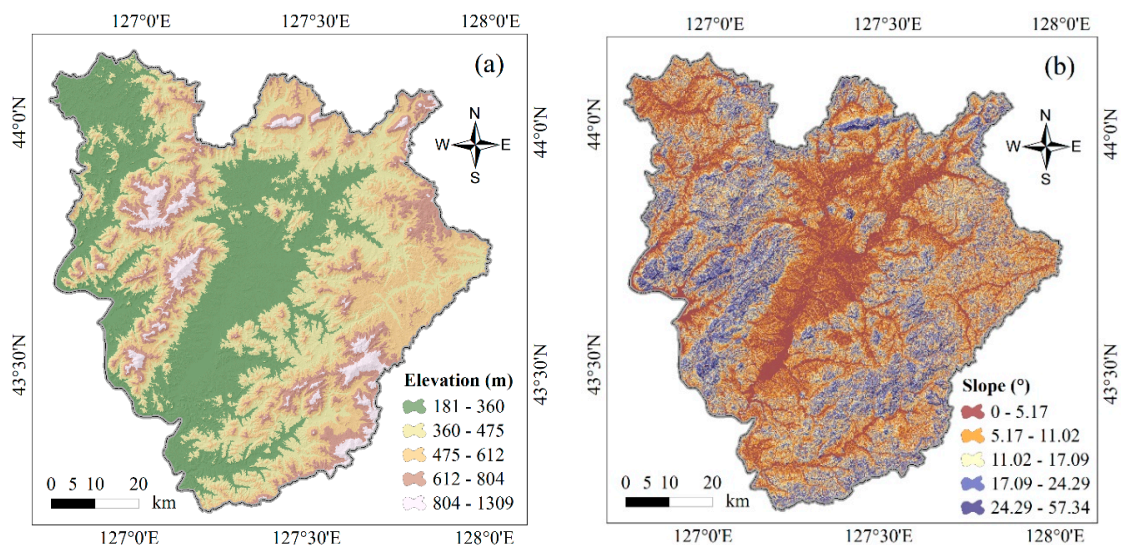 127°0'E 127°30'E 128°0'E
(a)
44°0'N
43°30'N
N
W E
S
Elevation (m)
181 - 360
360 - 475
475 - 612
612 - 804
804 - 1309
0 5 10 20
km
44°0'N
43°30'N
127°0'E 127°30'E 128°0'E
127°0'E 127°30'E 128°0'E
(b)
N
W E
S
Slope (°)
0 - 5.17
5.17 - 11.02
11.02 - 17.09
17.09 - 24.29
24.29 - 57.34
0 5 10 20
km
44°0'N
43°30'N
127°0'E 127°30'E 128°0'E